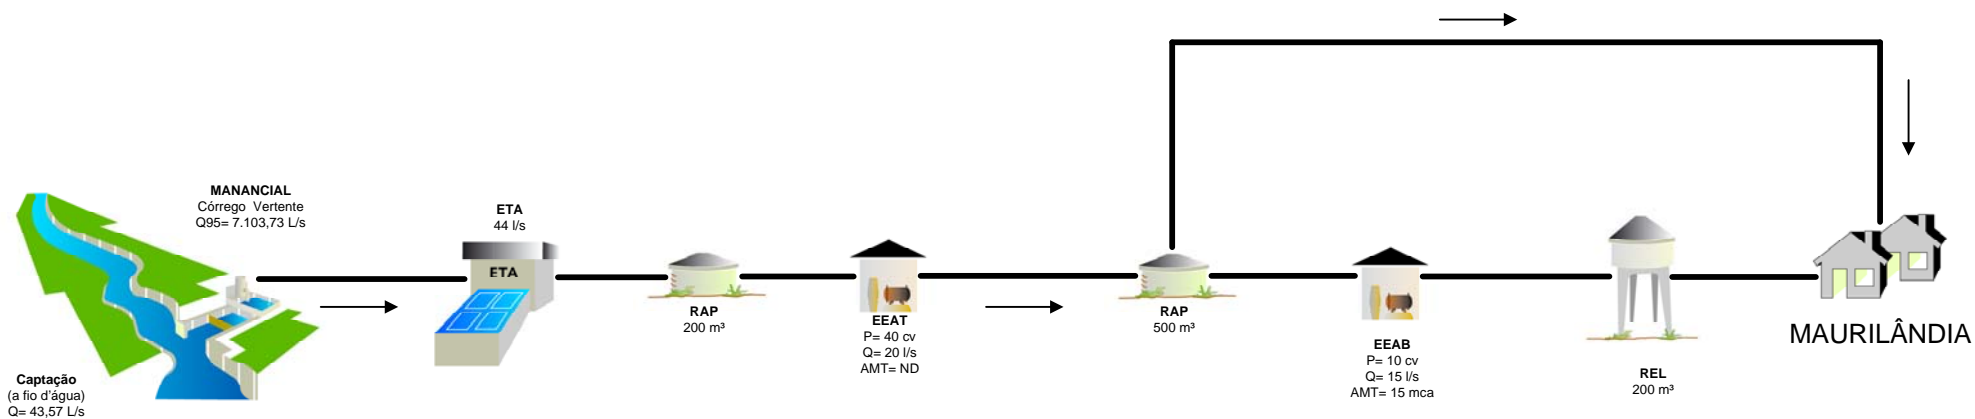 MANANCIAL
Córrego Vertente
Q95= 7.103,73 L/s
Captação
(a fio d'água)
Q= 43,57 L/s
ETA
44 l/s
ETA
RAP
200 m³
EEAT
P= 40 cv
Q= 20 l/s
AMT= ND
RAP
500 m³
EEAB
P= 10 cv
Q= 15 l/s
AMT= 15 mca
REL
200 m³
MAURILÂNDIA